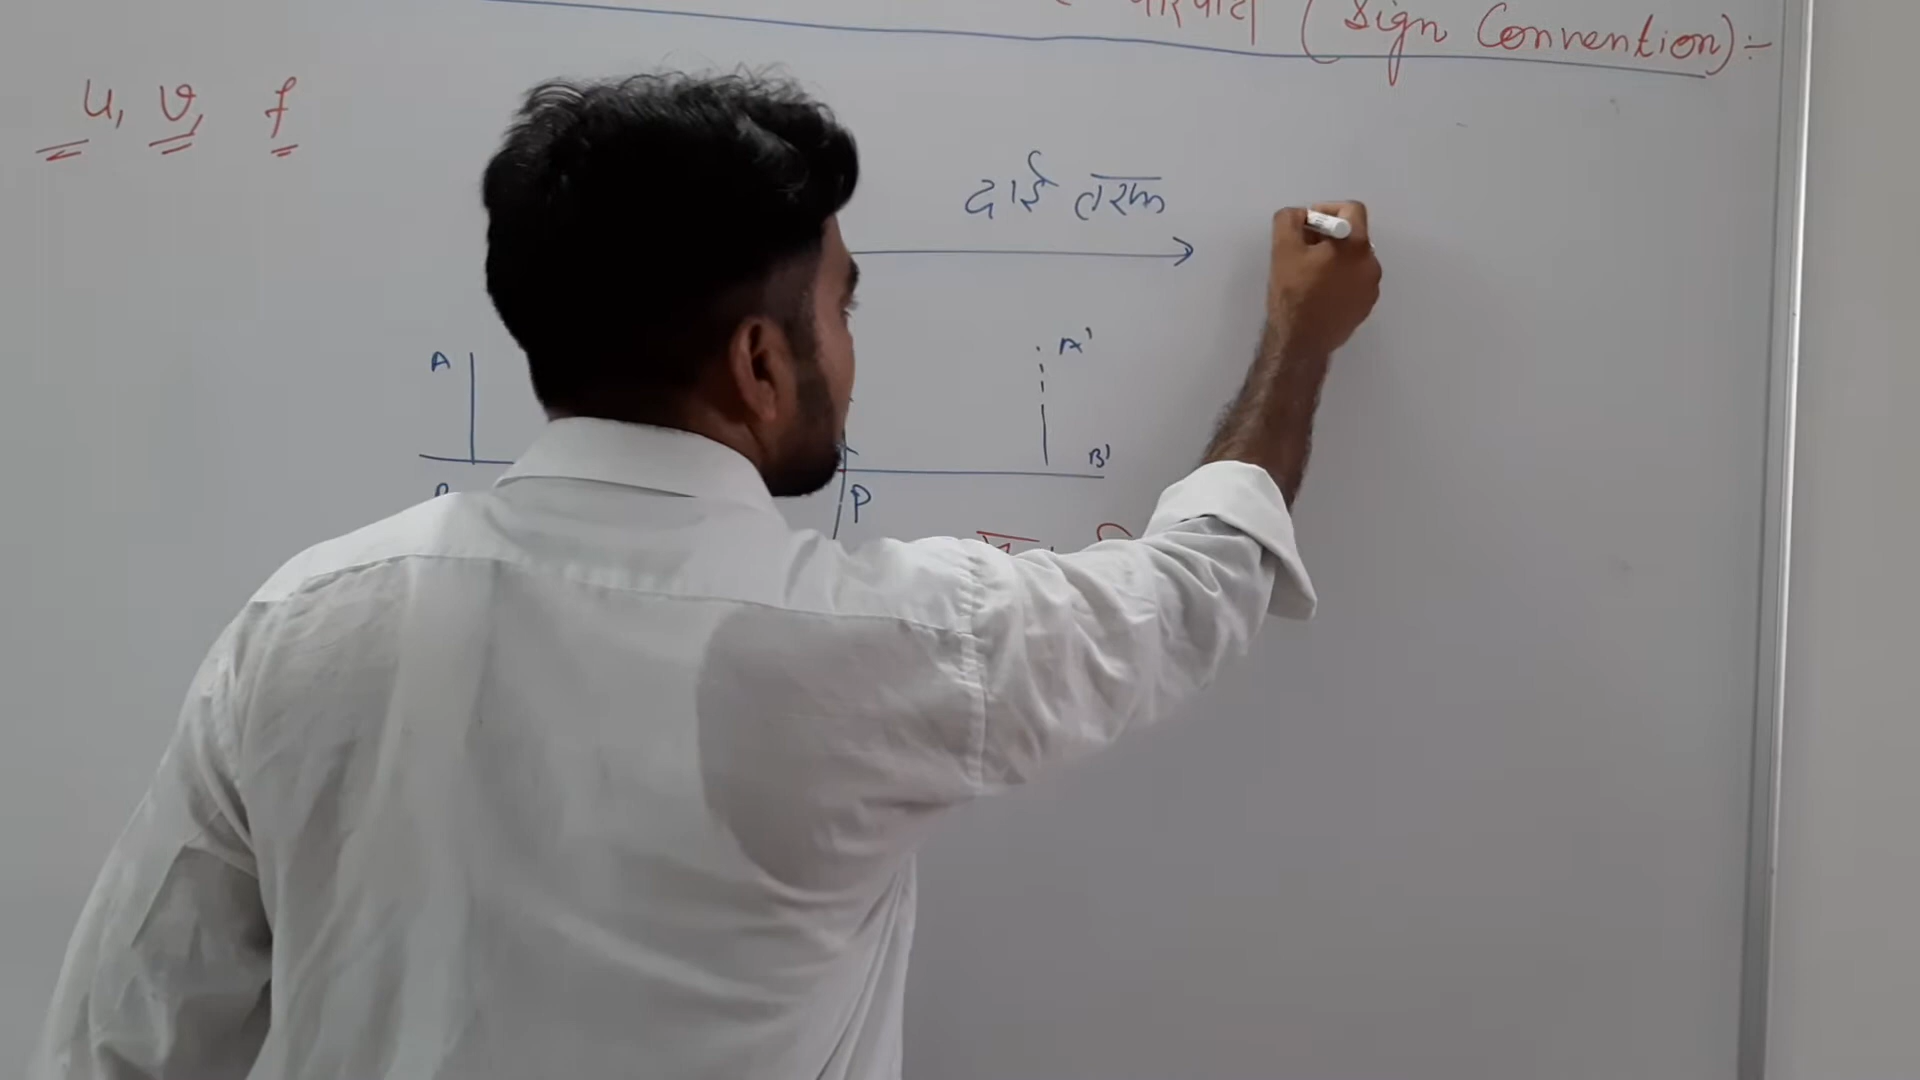 (Sign Convention):-
u, v, f
दाई तरफ
A
A'
B'
P